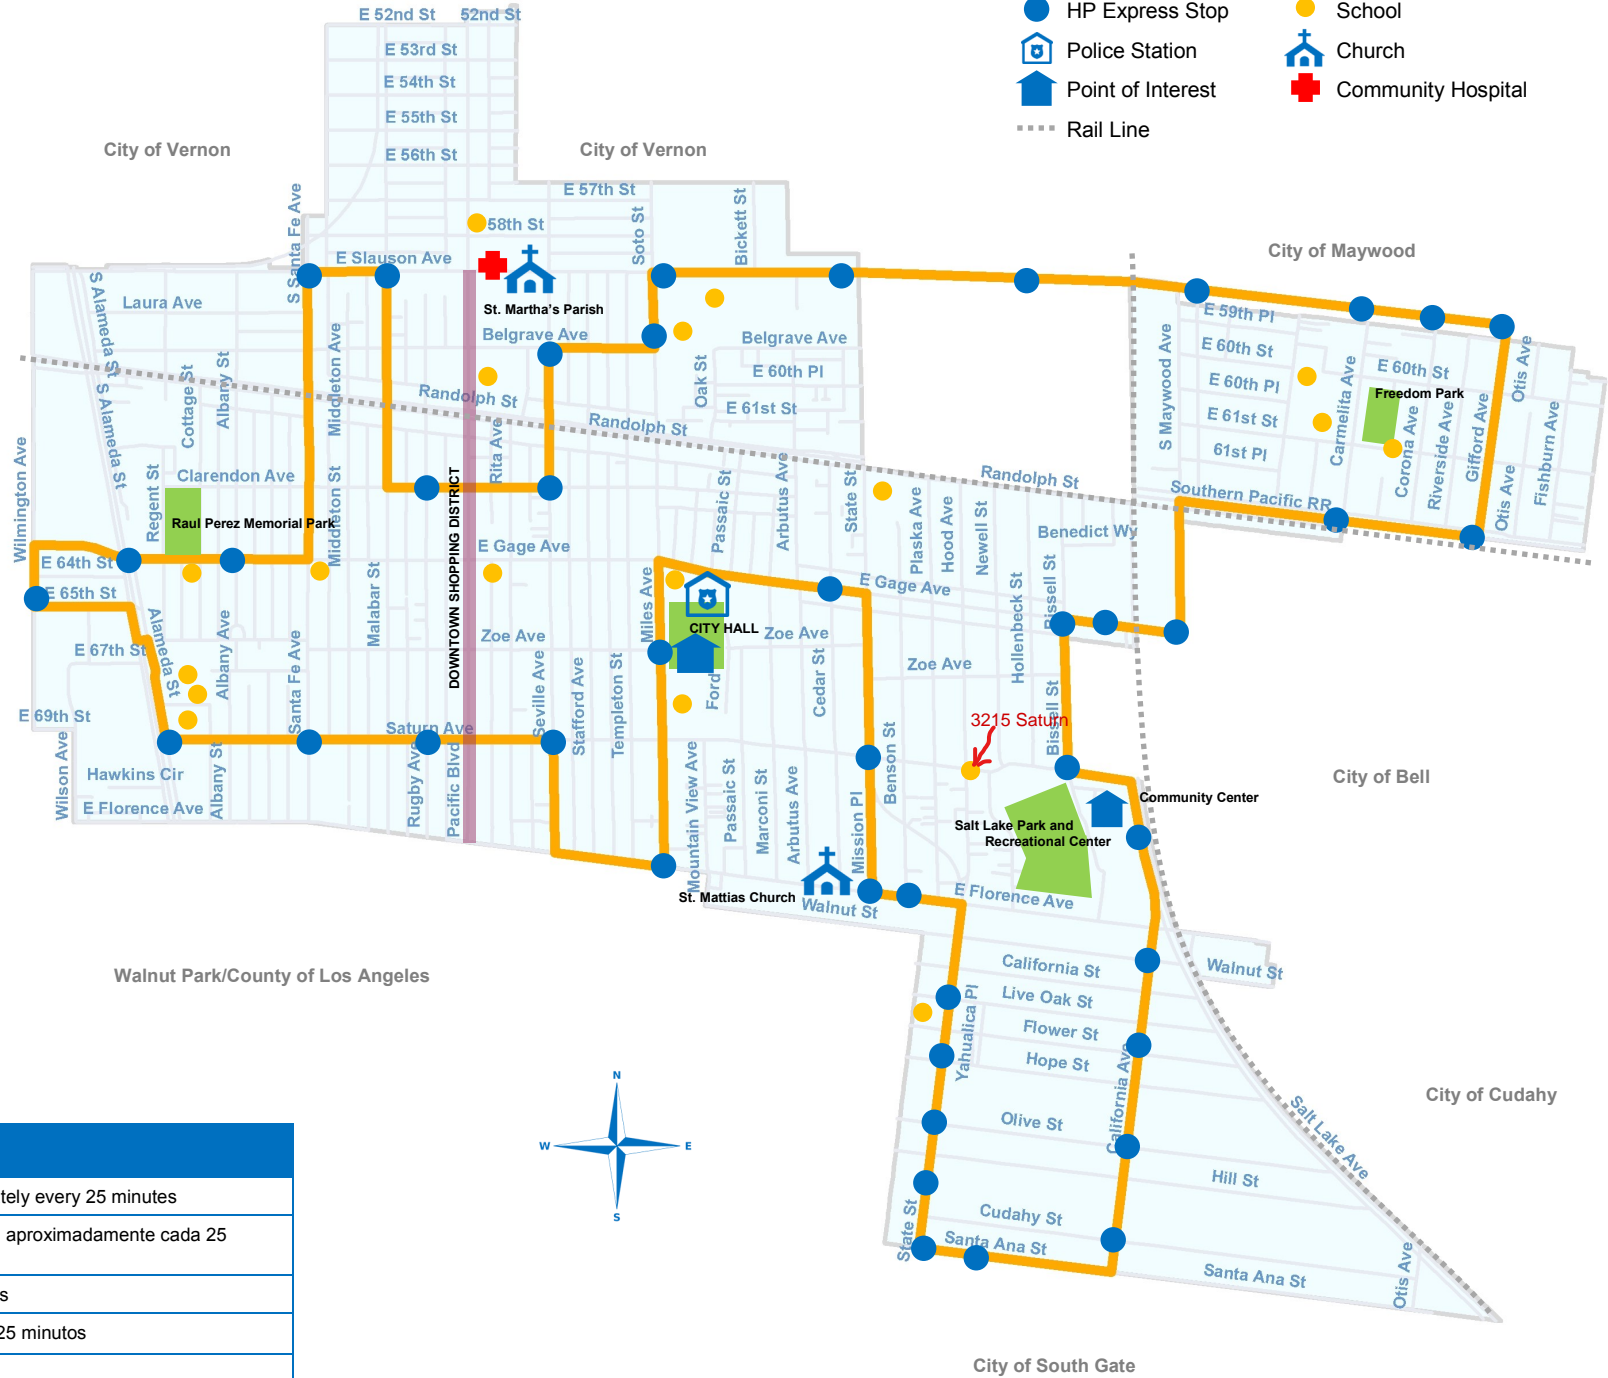 HP Express Stop
School
Police Station
Church
Point of Interest
Community Hospital
Rail Line
E 52nd St
52nd St
E 53rd St
E 54th St
E 55th St
E 56th St
City of Vernon
City of Vernon
E 57th St
58th St
S Santa Fe Ave
Soto St
Bickett St
E Slauson Ave
City of Maywood
S Alameda St
Laura Ave
St. Martha's Parish
Belgrave Ave
Belgrave Ave
E 59th Pl
E 60th St
E 60th St
E 60th Pl
E 60th Pl
E 61st St
E 61st St
61st Pl
Freedom Park
S Maywood Ave
Carmelita Ave
Corona Ave
Riverside Ave
Gifford Ave
Otis Ave
Otis Ave
Fishburn Ave
Middleton Ave
Albany St
Cottage St
Oak St
Randolph St
Randolph St
Randolph St
Southern Pacific RR
S Alameda St
Wilmington Ave
Regent St
Clarendon Ave
Raul Perez Memorial Park
Middleton St
Rita Ave
DOWNTOWN SHOPPING DISTRICT
Passaic St
Arbutus Ave
State St
Plaska Ave
Hood Ave
Newell St
Benedict Wy
E Gage Ave
E Gage Ave
E 64th St
E 65th St
E 67th St
E 69th St
Alameda St
Albany Ave
Santa Fe Ave
Malabar St
Zoe Ave
Zoe Ave
Zoe Ave
Miles Ave
CITY HALL
Ford
Cedar St
Hollenbeck St
Bissell St
Bissell St
Seville Ave
Stafford Ave
Templeton St
Saturn Ave
3215 Saturn
Benson St
City of Bell
Wilson Ave
Hawkins Cir
E Florence Ave
Albany St
Rugby Ave
Pacific Blvd
Mountain View Ave
Passaic St
Marconi St
Arbutus Ave
Mission Pl
Community Center
Salt Lake Park and
Recreational Center
St. Mattias Church
Walnut St
E Florence Ave
Walnut Park/County of Los Angeles
California St
Walnut St
Live Oak St
Flower St
Hope St
Yahualica Pl
California Ave
Olive St
Hill St
Salt Lake Ave
City of Cudahy
Cudahy St
Santa Ana St
Santa Ana St
State St
Otis Ave
N
W
E
S
tely every 25 minutes
aproximadamente cada 25
s
25 minutos
City of South Gate